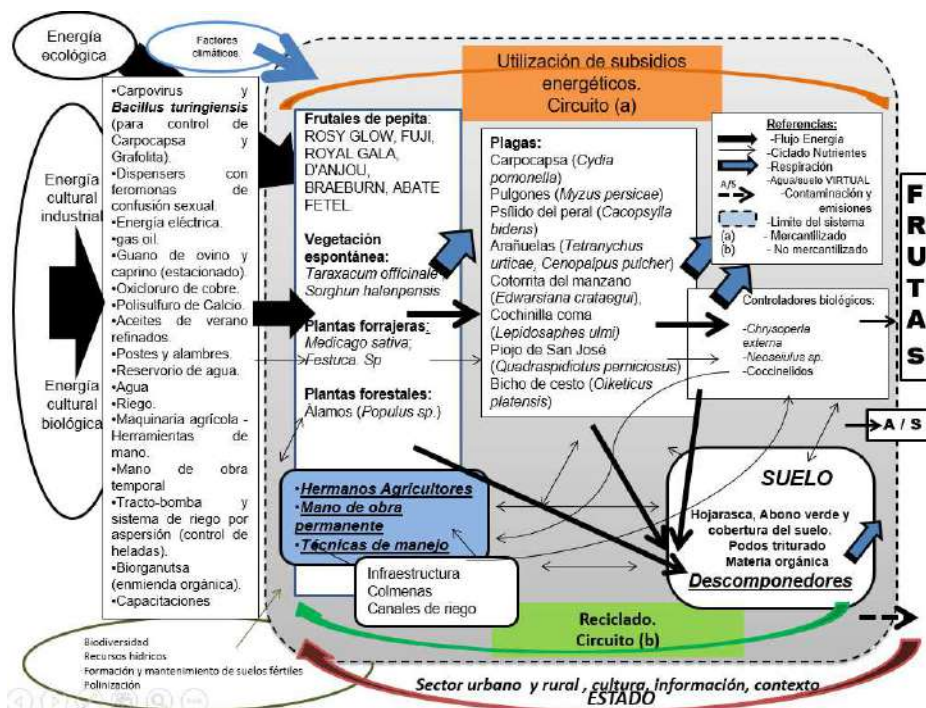 Energía
ecológica
Factores
climáticos.
Energía
cultural
industrial
Energía
cultural
biológica
•Carpovirus y
Bacillus turingiensis
(para control de
Carpocapsa y
Grafolita).
•Dispensers con
feromonas de
confusión sexual.
•Energía eléctrica.
•gas oil.
•Guano de ovino y
caprino (estacionado).
•Oxicloruro de cobre.
•Polisulfuro de Calcio.
•Aceites de verano
refinados.
•Postes y alambres.
•Reservorio de agua.
•Agua
•Riego.
•Maquinaria agrícola -
Herramientas de
mano.
•Mano de obra
temporal
•Tracto-bomba y
sistema de riego por
aspersión (control de
heladas).
•Biorganutsa
(enmienda orgánica).
•Capacitaciones
Biodiversidad
Recursos hídricos
Formación y mantenimiento de suelos fértiles
Polinización
Utilización de subsidios
energéticos.
Circuito (a)
Frutales de pepita:
ROSY GLOW, FUJI,
ROYAL GALA,
D'ANJOU,
BRAEBURN, ABATE
FETEL.
Vegetación
espontánea:
Taraxacum officinale
Sorghun halenpensis
Plantas forrajeras:
Medicago sativa;
Festuca. Sp
Plantas forestales:
Álamos (Populus sp.)
Plagas:
Carpocapsa (Cydia
pomonella)
Pulgones (Myzus persicae)
Psílido del peral (Cacopsylla
bidens)
Arañuelas (Tetranychus
urticae, Cenopalpus pulcher)
Cotorrita del manzano
(Edwarsiana crataegui),
Cochinilla coma
(Lepidosaphes ulmi)
Piojo de San José
(Quadraspidiotus perniciosus)
Bicho de cesto (Oiketicus
platensis)
Referencias:
-Flujo Energía
-Ciclado Nutrientes
-Respiración
A/S -Agua/suelo VIRTUAL
-Contaminación y
emisiones
-Limite del sistema
(a) - Mercantilizado
(b) - No mercantilizado
Controladores biológicos:
-Chrysoperla
externa
-Neoseiulus sp.
-Coccinelidos
FRUTAS
A / S
•Hermanos Agricultores
•Mano de obra
permanente
•Técnicas de manejo
Infraestructura
Colmenas
Canales de riego
SUELO
Hojarasca, Abono verde y
cobertura del suelo.
Podos triturado
Materia orgánica
Descomponedores
Reciclado.
Circuito (b)
Sector urbano y rural , cultura, información, contexto
ESTADO